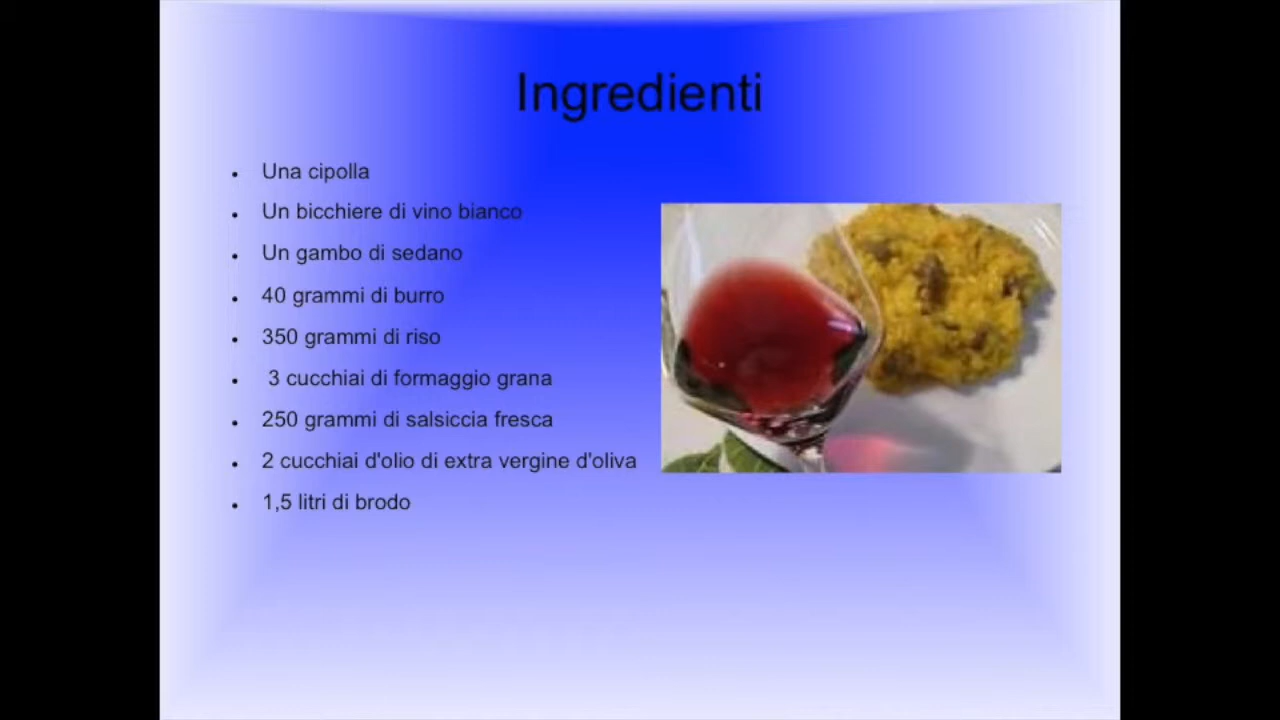 Ingredienti
Una cipolla
Un bicchiere di vino bianco
Un gambo di sedano
40 grammi di burro
350 grammi di riso
3 cucchiai di formaggio grana
250 grammi di salsiccia fresca
2 cucchiai d'olio di extra vergine d'oliva
1,5 litri di brodo